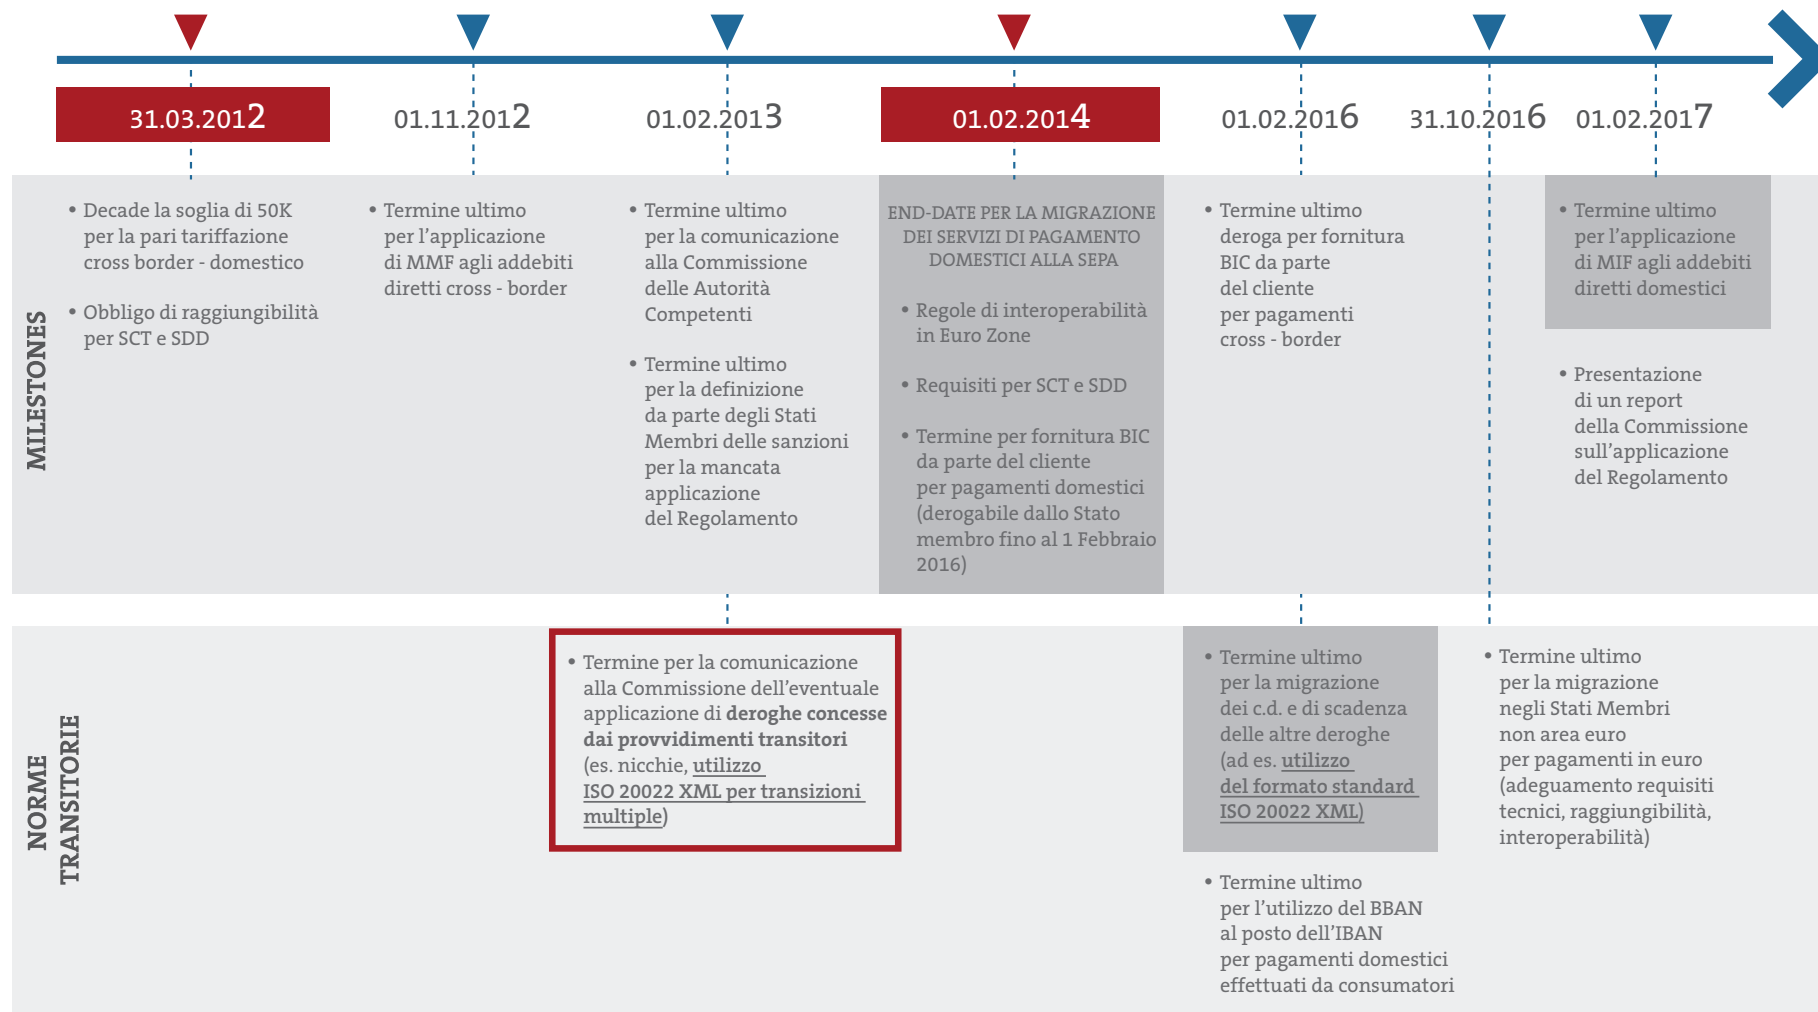 31.03.2012
01.11.2012
01.02.2013
01.02.2014
01.02.2016
31.10.2016
01.02.2017
MILESTONES
• Decade la soglia di 50K
per la pari tariffazione
cross border - domestico
• Obbligo di raggiungibilità
per SCT e SDD
• Termine ultimo
per l'applicazione
di MMF agli addebiti
diretti cross - border
• Termine ultimo
per la comunicazione
alla Commissione
delle Autorità
Competenti
• Termine ultimo
per la definizione
da parte degli Stati
Membri delle sanzioni
per la mancata
applicazione
del Regolamento
END-DATE PER LA MIGRAZIONE
DEI SERVIZI DI PAGAMENTO
DOMESTICI ALLA SEPA
• Regole di interoperabilità
in Euro Zone
• Requisiti per SCT e SDD
• Termine per fornitura BIC
da parte del cliente
per pagamenti domestici
(derogabile dallo Stato
membro fino al 1 Febbraio
2016)
• Termine ultimo
deroga per fornitura
BIC da parte
del cliente
per pagamenti
cross - border
• Termine ultimo
per l'applicazione
di MIF agli addebiti
diretti domestici
• Presentazione
di un report
della Commissione
sull'applicazione
del Regolamento
NORME
TRANSITORIE
• Termine per la comunicazione
alla Commissione dell'eventuale
applicazione di deroghe concesse
dai provvidimenti transitori
(es. nicchie, utilizzo
ISO 20022 XML per transizioni
multiple)
• Termine ultimo
per la migrazione
dei c.d. e di scadenza
delle altre deroghe
(ad es. utilizzo
del formato standard
ISO 20022 XML)
• Termine ultimo
per l'utilizzo del BBAN
al posto dell'IBAN
per pagamenti domestici
effettuati da consumatori
• Termine ultimo
per la migrazione
negli Stati Membri
non area euro
per pagamenti in euro
(adeguamento requisiti
tecnici, raggiungibilità,
interoperabilità)